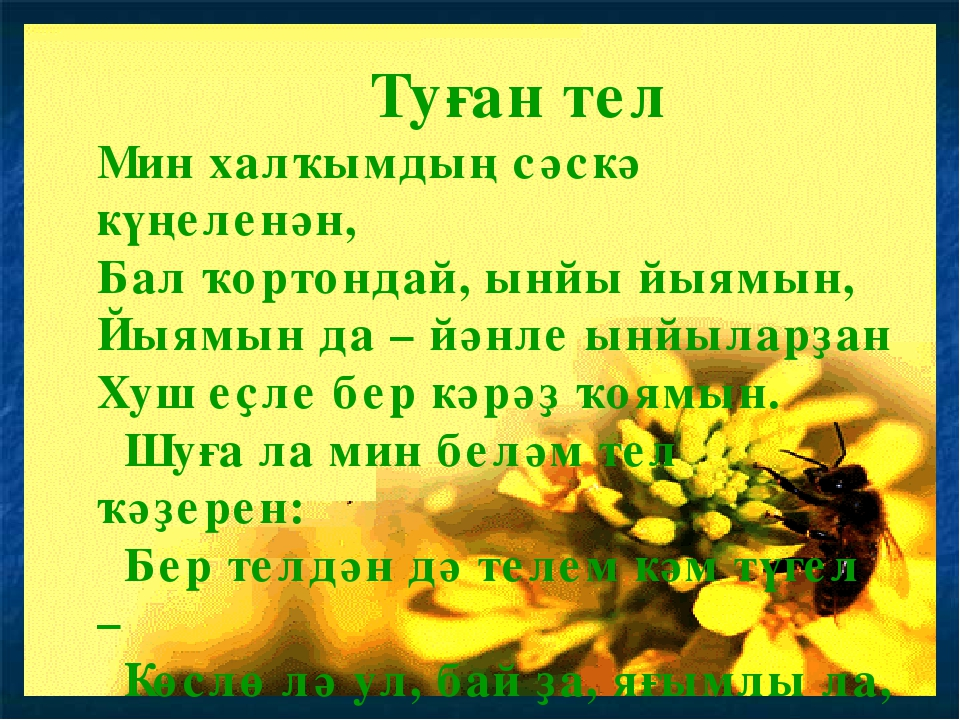 Туған тел
Мин халҡымдың сәскә
күңеленән,
Бал ҡортондай, ынйы йыямын,
Йыямын да – йәнле ынйыларҙан
Хуш еҫле бер кәрәҙ ҡоямын.
Шуға ла мин беләм тел
ҡәҙерен:
Бер телдән дә телем кәм түгел
–
Көслө лә ул, бай ҙа, яғымлы ла,